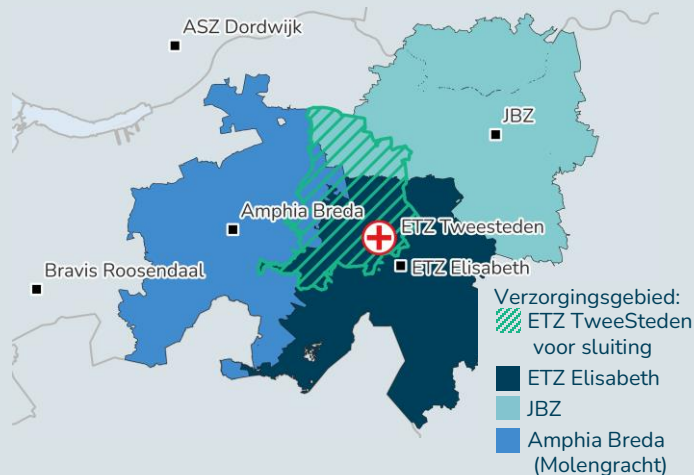 ASZ Dordwijk
JBZ
Amphia Breda
ETZ Tweesteden
ETZ Elisabeth
Bravis Roosendaal
Verzorgingsgebied:
ETZ TweeSteden
voor sluiting
ETZ Elisabeth
JBZ
Amphia Breda
(Molengracht)